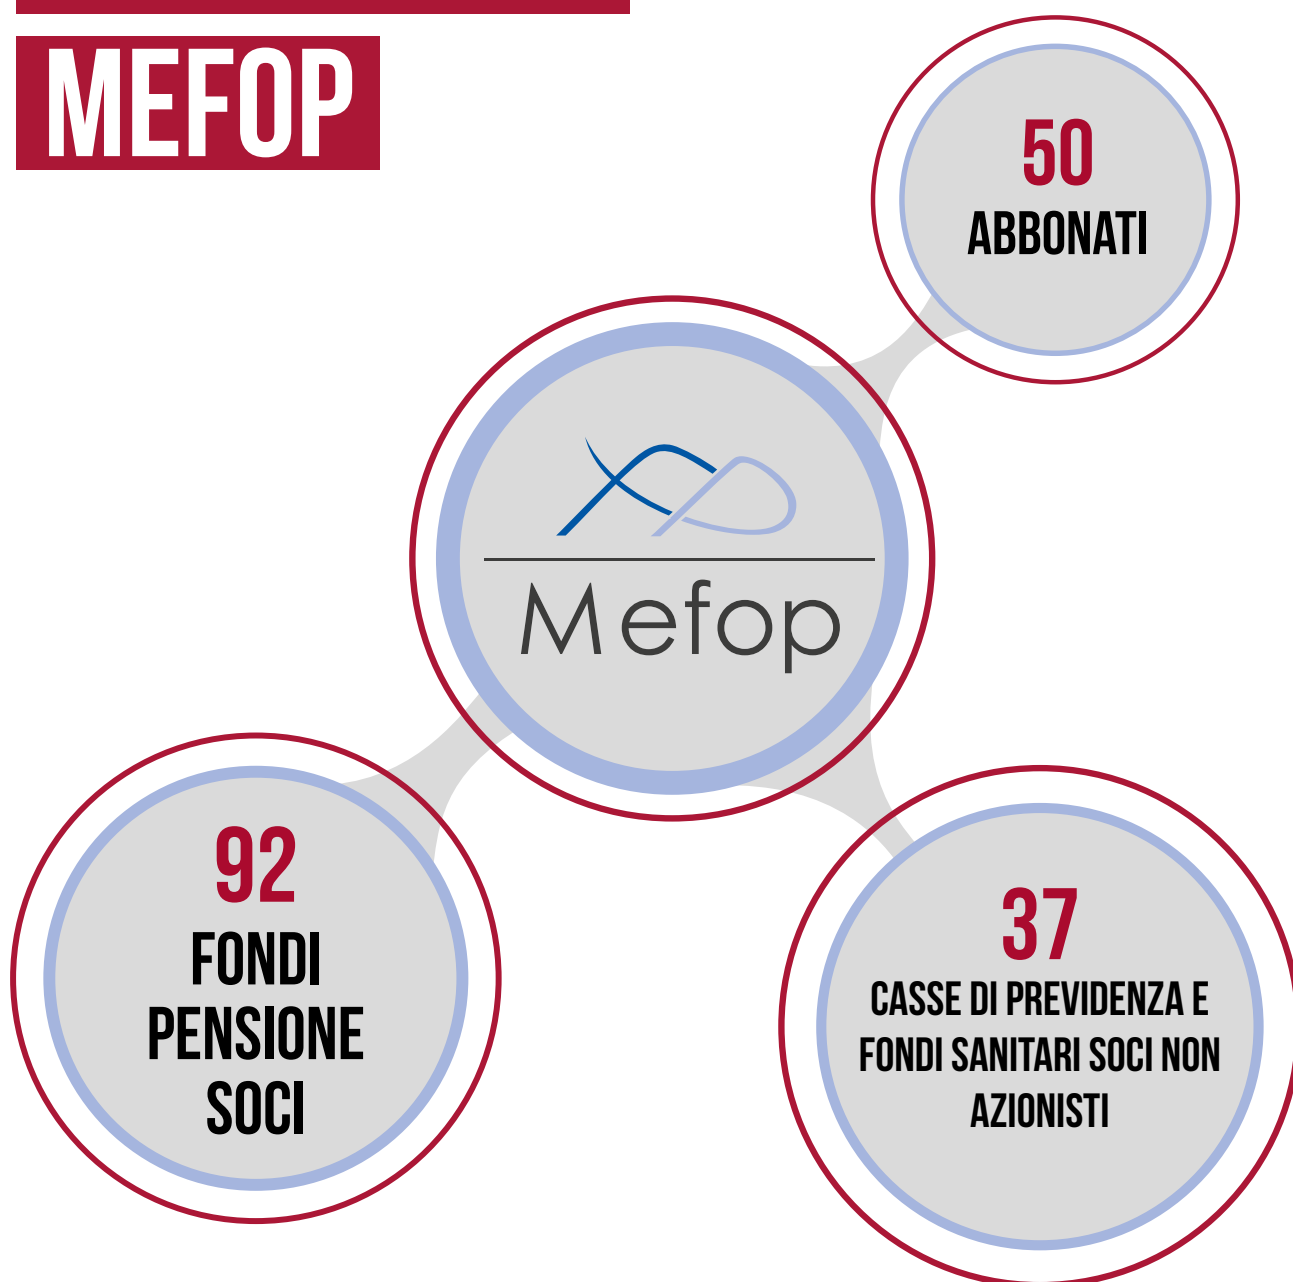 MEFOP
50
ABBONATI
Mefop
92
FONDI
PENSIONE
SOCI
37
CASSE DI PREVIDENZA E
FONDI SANITARI SOCI NON
AZIONISTI